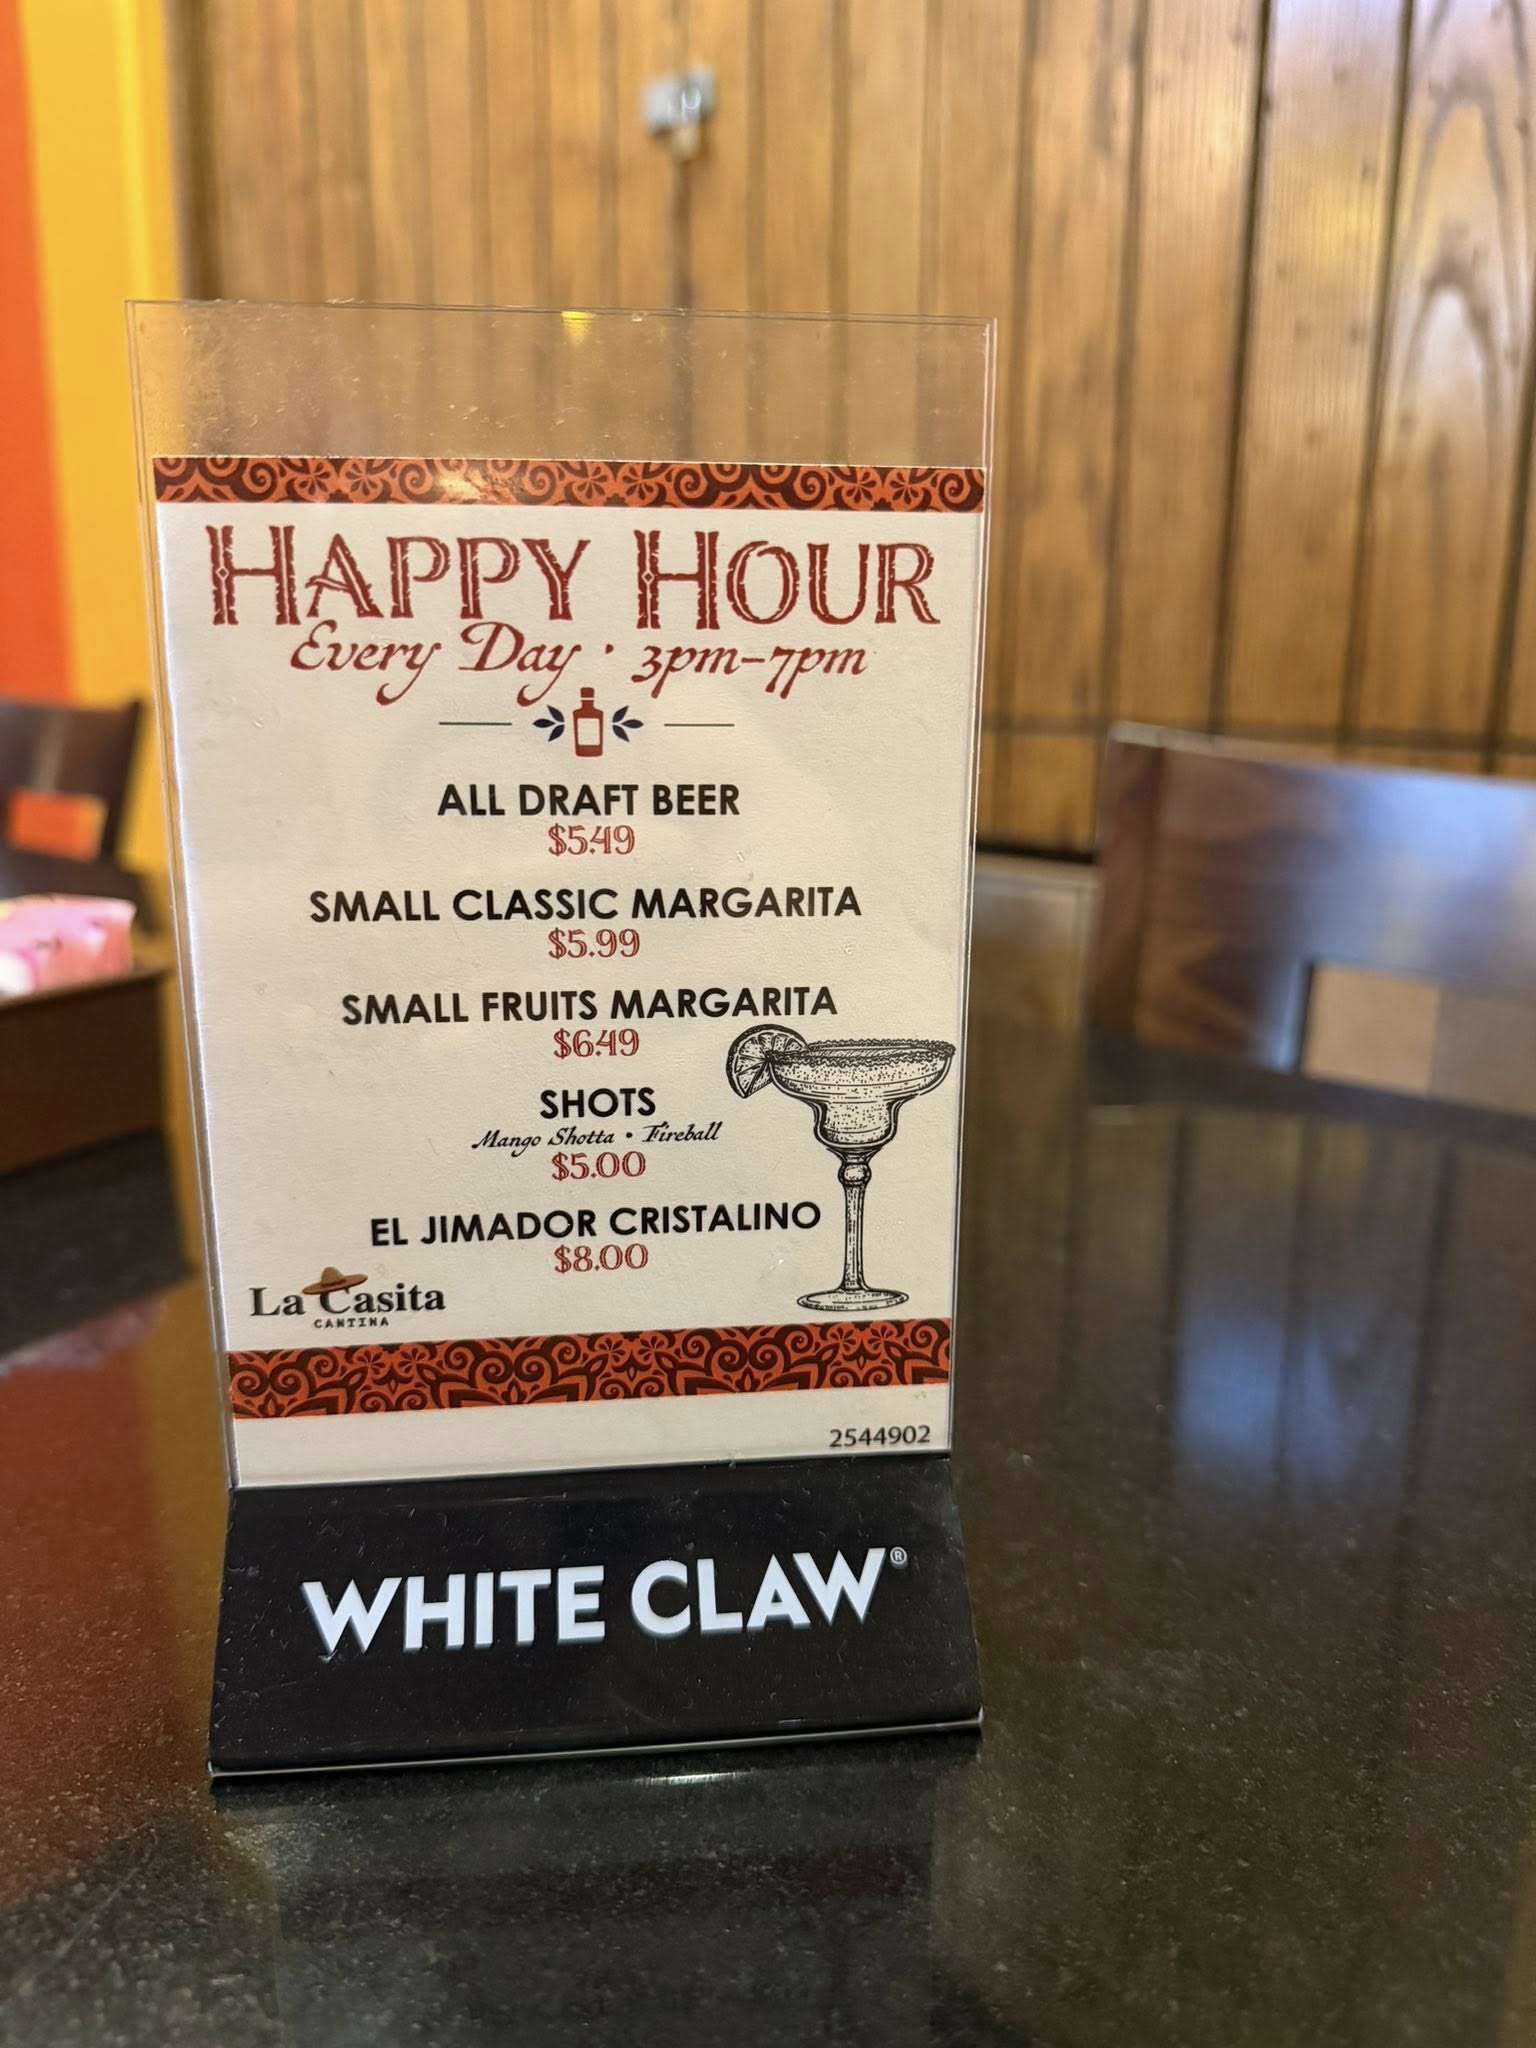 HAPPY HOUR
Every Day · 3pm–7pm
ALL DRAFT BEER
$5.49
SMALL CLASSIC MARGARITA
$5.99
SMALL FRUITS MARGARITA
$6.49
SHOTS
Mango Shotta • Fireball
$5.00
EL JIMADOR CRISTALINO
$8.00
La Casita
CANTINA
2544902
WHITE CLAW®